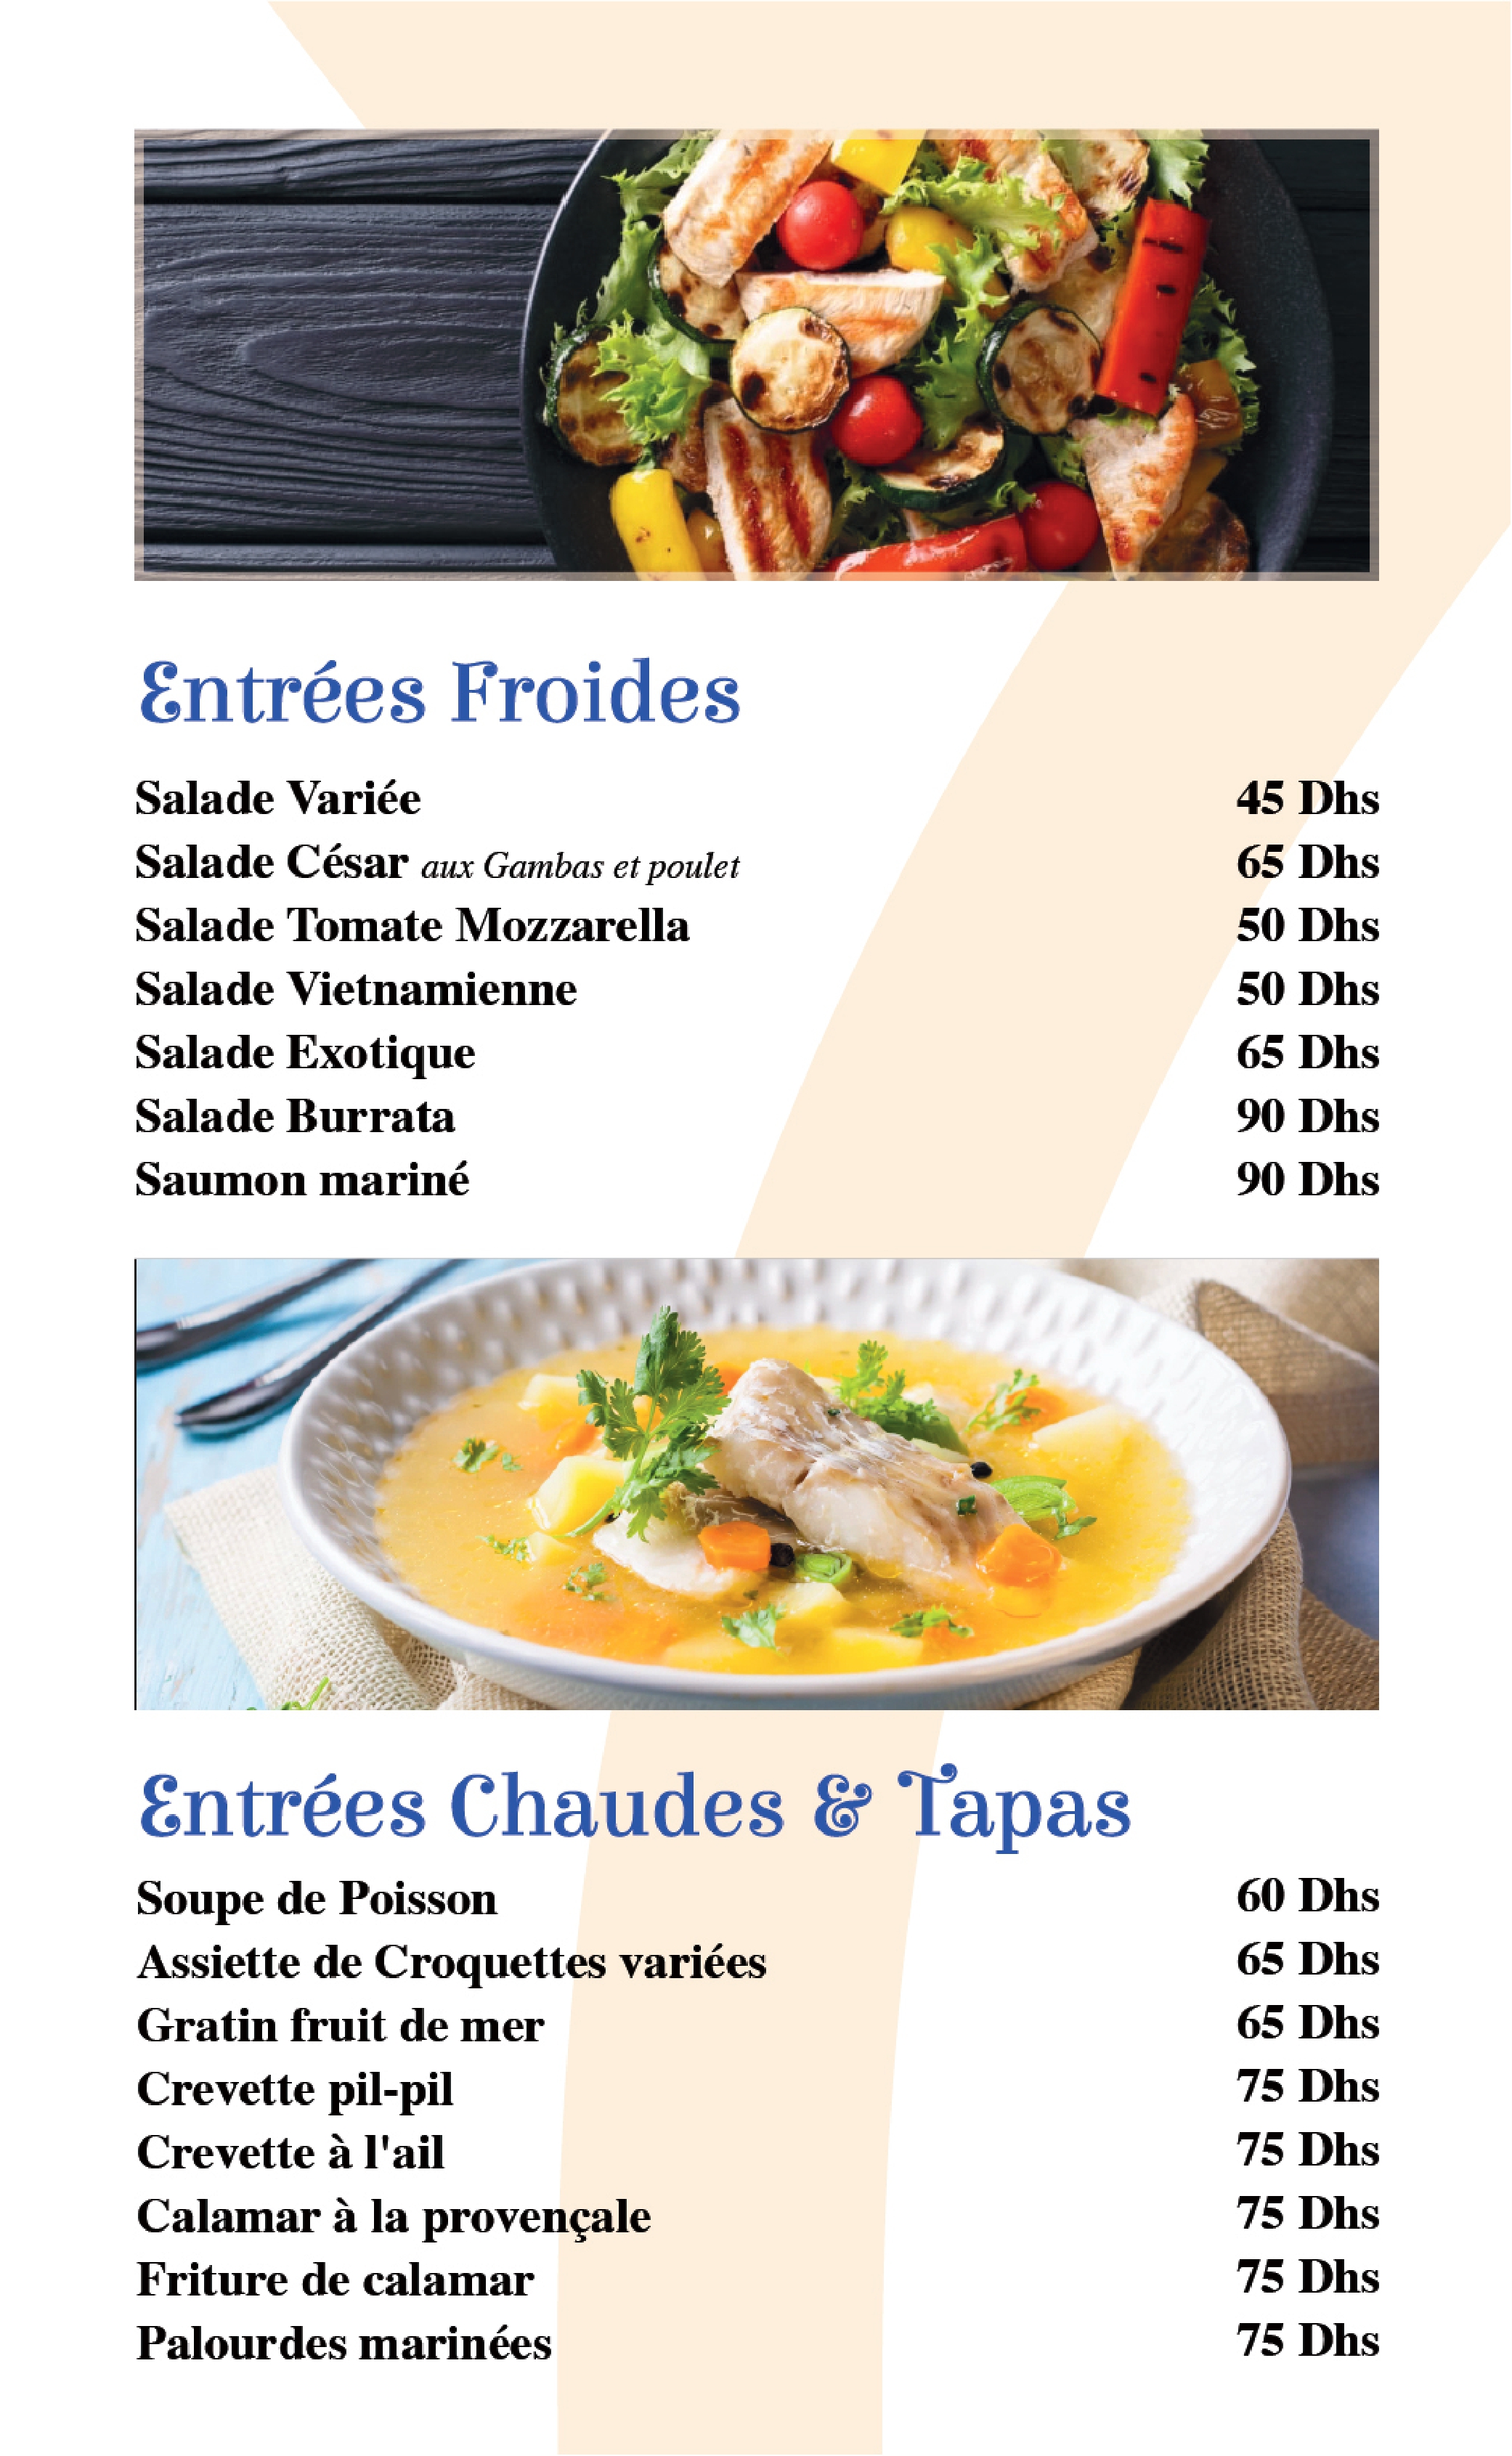 Entrées Froides
Salade Variée 45 Dhs
Salade César aux Gambas et poulet 65 Dhs
Salade Tomate Mozzarella 50 Dhs
Salade Vietnamienne 50 Dhs
Salade Exotique 65 Dhs
Salade Burrata 90 Dhs
Saumon mariné 90 Dhs
Entrées Chaudes & Tapas
Soupe de Poisson 60 Dhs
Assiette de Croquettes variées 65 Dhs
Gratin fruit de mer 65 Dhs
Crevette pil-pil 75 Dhs
Crevette à l'ail 75 Dhs
Calamar à la provençale 75 Dhs
Friture de calamar 75 Dhs
Palourdes marinées 75 Dhs